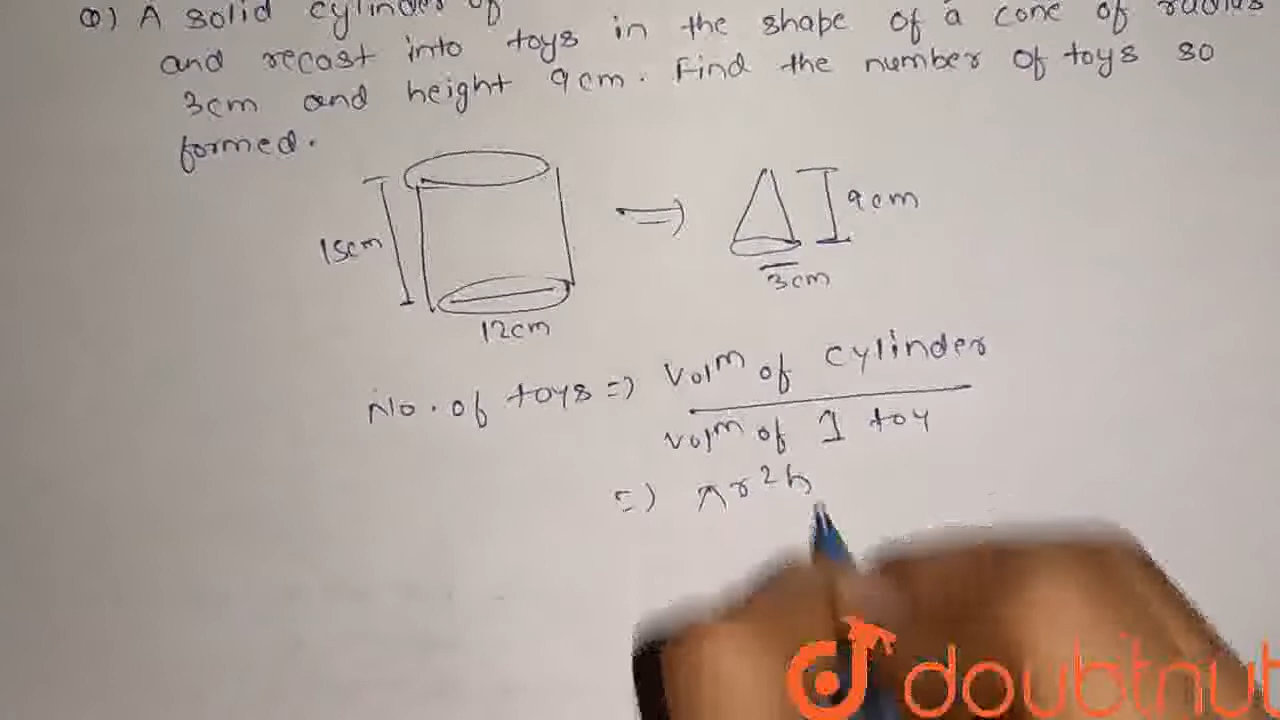 Q) A solid cylinder of
and recast into toys in the shape of a cone of radius
3cm and height 9cm. Find the number of toys so
formed.
15cm
12cm
9cm
3cm
No. of toys => Volm of cylinder
volm of 1 toy
=) πr²h
doubtnut